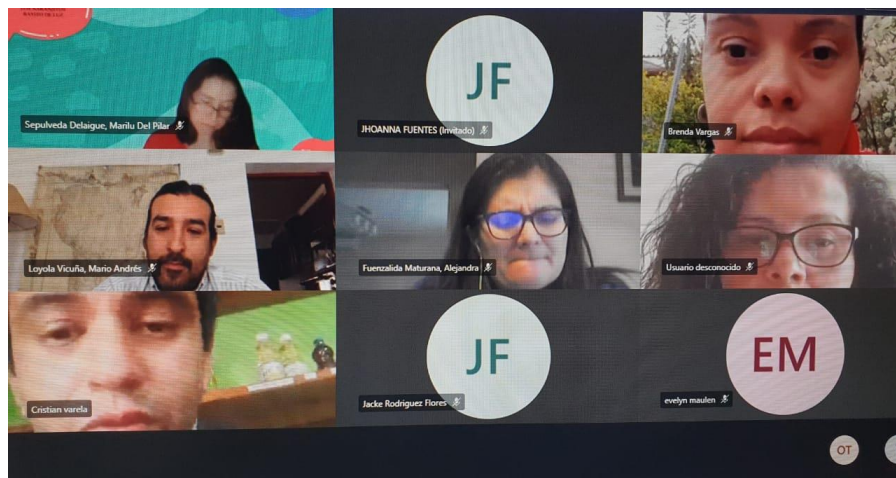 JF
Sepulveda Delaigue, Marilu Del Pilar
JHOANNA FUENTES (Invitado)
Brenda Vargas
Loyola Vicuña, Mario Andrés
Fuenzalida Maturana, Alejandra
Usuario desconocido
JF
EM
Cristian varela
Jacke Rodriguez Flores
evelyn maulen
OT